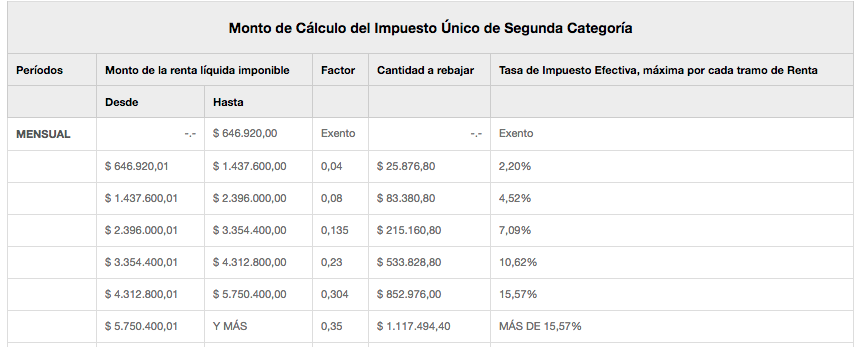 Monto de Cálculo del Impuesto Único de Segunda Categoría
Períodos Monto de la renta líquida imponible Factor Cantidad a rebajar Tasa de Impuesto Efectiva, máxima por cada tramo de Renta
Desde Hasta
MENSUAL -.- $ 646.920,00 Exento -.- Exento
$ 646.920,01 $ 1.437.600,00 0,04 $ 25.876,80 2,20%
$ 1.437.600,01 $ 2.396.000,00 0,08 $ 83.380,80 4,52%
$ 2.396.000,01 $ 3.354.400,00 0,135 $ 215.160,80 7,09%
$ 3.354.400,01 $ 4.312.800,00 0,23 $ 533.828,80 10,62%
$ 4.312.800,01 $ 5.750.400,00 0,304 $ 852.976,00 15,57%
$ 5.750.400,01 Y MÁS 0,35 $ 1.117.494,40 MÁS DE 15,57%